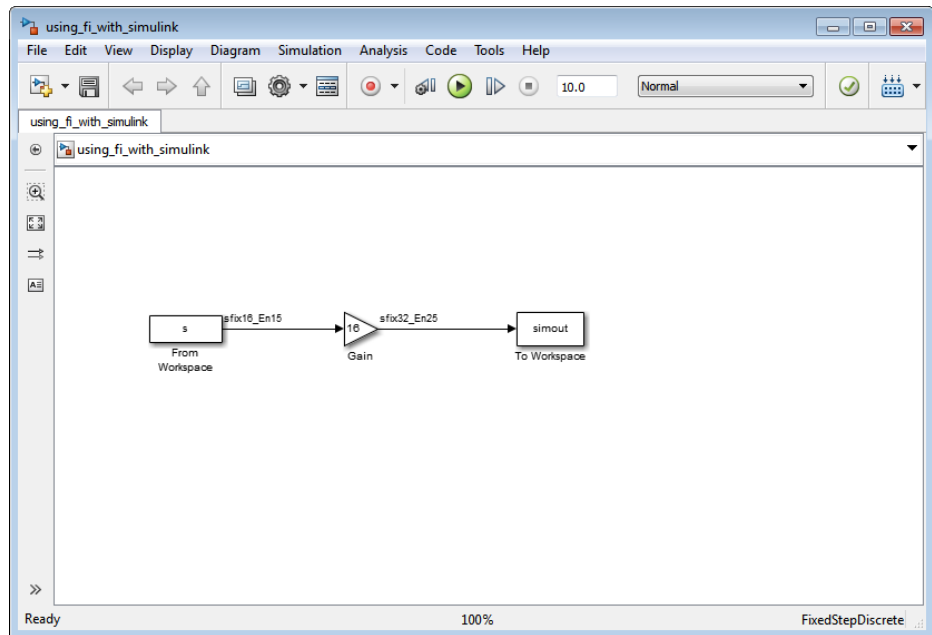 using_fi_with_simulink
File Edit View Display Diagram Simulation Analysis Code Tools Help
10.0 Normal
using_fi_with_simulink
using_fi_with_simulink
sfix16_En15 sfix32_En25
s 16 simout
From Gain To Workspace
Workspace
Ready 100% FixedStepDiscrete